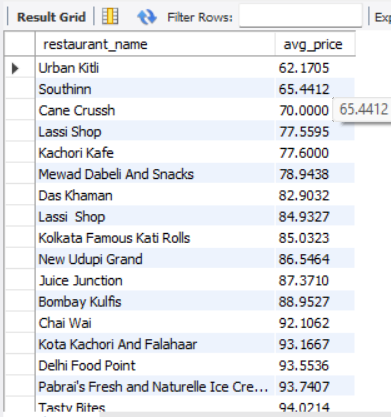 Result Grid Filter Rows: Exp
restaurant_name avg_price
Urban Kitli 62.1705
Southinn 65.4412
Cane Crussh 70.0000 65.4412
Lassi Shop 77.5595
Kachori Kafe 77.6000
Mewad Dabeli And Snacks 78.9438
Das Khaman 82.9032
Lassi  Shop 84.9327
Kolkata Famous Kati Rolls 85.0323
New Udupi Grand 86.5464
Juice Junction 87.3710
Bombay Kulfis 88.9527
Chai Wai 92.1062
Kota Kachori And Falahaar 93.1667
Delhi Food Point 93.5536
Pabrai's Fresh and Naturelle Ice Cre... 93.7407
Tasty Bites 94.0214